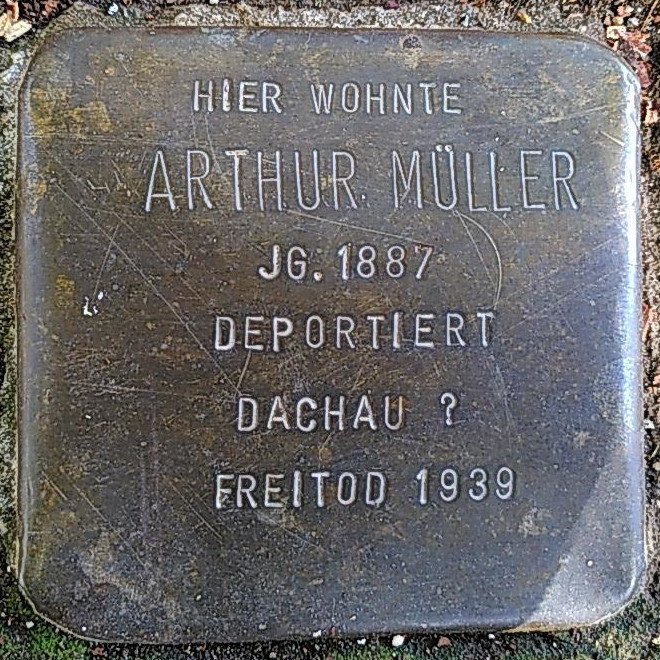 HIER WOHNTE
ARTHUR MÜLLER
JG. 1887
DEPORTIERT
DACHAU ?
FREITOD 1939